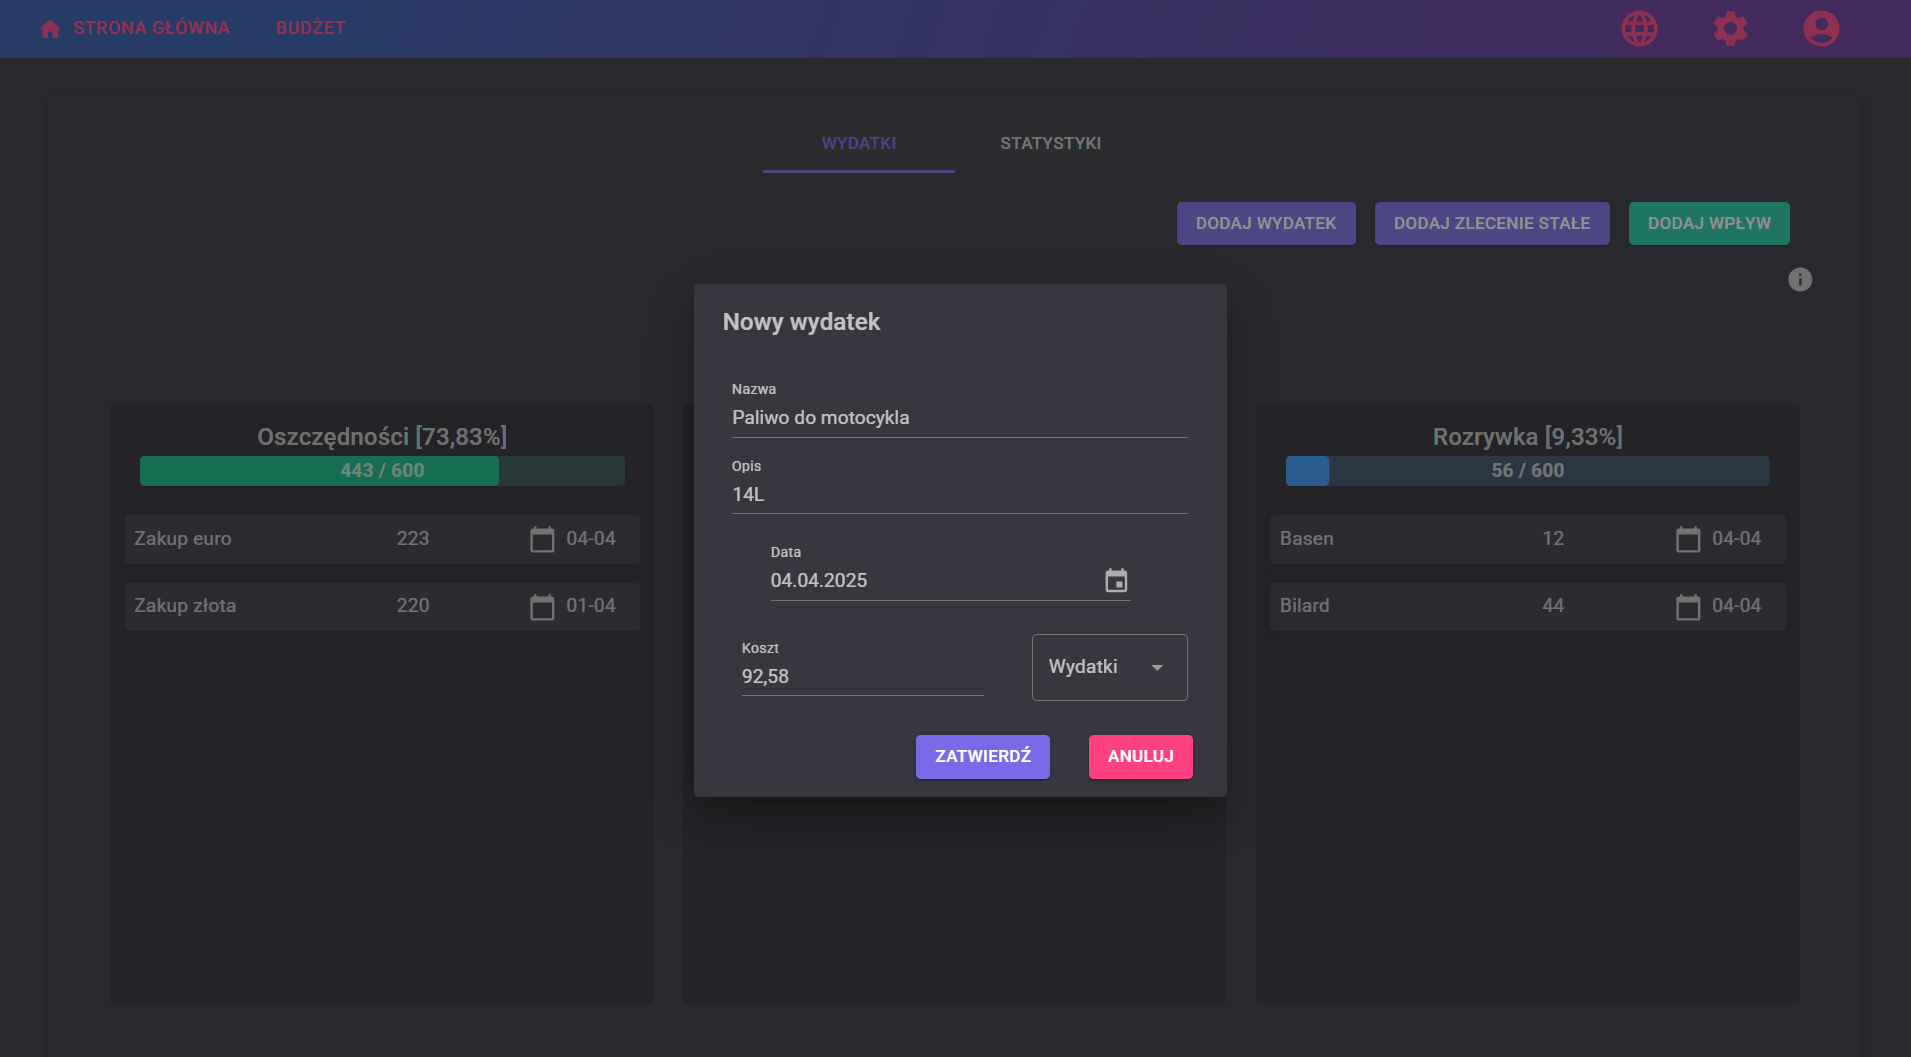 STRONA GŁÓWNA BUDŻET
WYDATKI STATYSTYKI
DODAJ WYDATEK DODAJ ZLECENIE STAŁE DODAJ WPŁYW
Nowy wydatek
Nazwa
Paliwo do motocykla
Opis
14L
Data
04.04.2025
Koszt
92,58
Wydatki
ZATWIERDŹ ANULUJ
Oszczędności [73,83%]
443 / 600
Zakup euro 223 04-04
Zakup złota 220 01-04
Rozrywka [9,33%]
56 / 600
Basen 12 04-04
Bilard 44 04-04